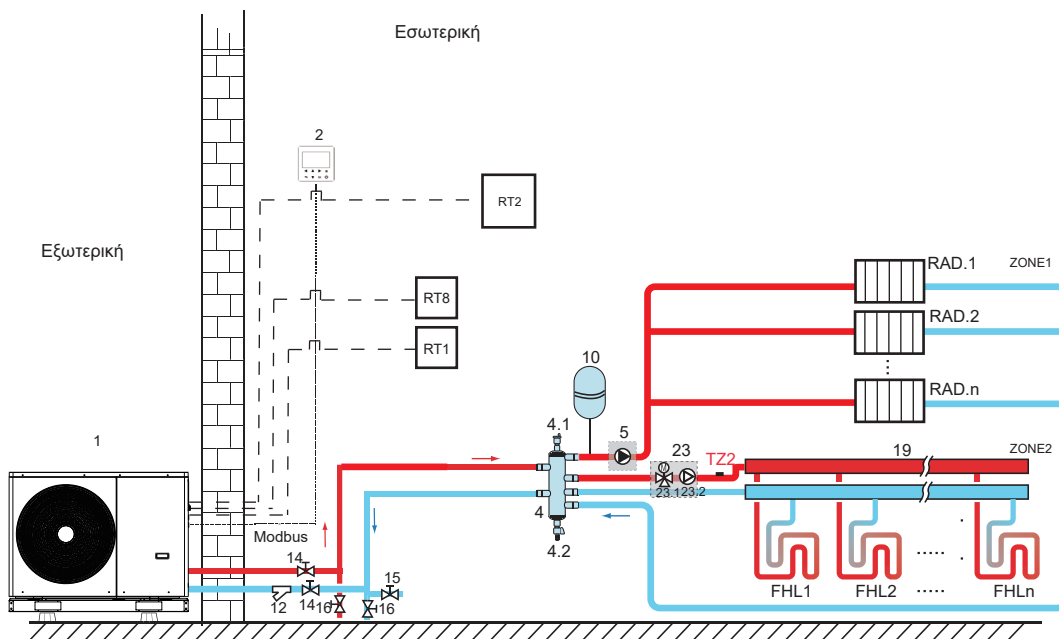 Εσωτερική
2
RT2
Εξωτερική
RAD.1
ZONE1
RT8
RAD.2
RT1
10
RAD.n
4.1
5
1
23
TZ2
19
ZONE2
23.1
23.2
4
Modbus
4.2
14
15
12
14
16
16
FHL1
FHL2
.....
FHLn